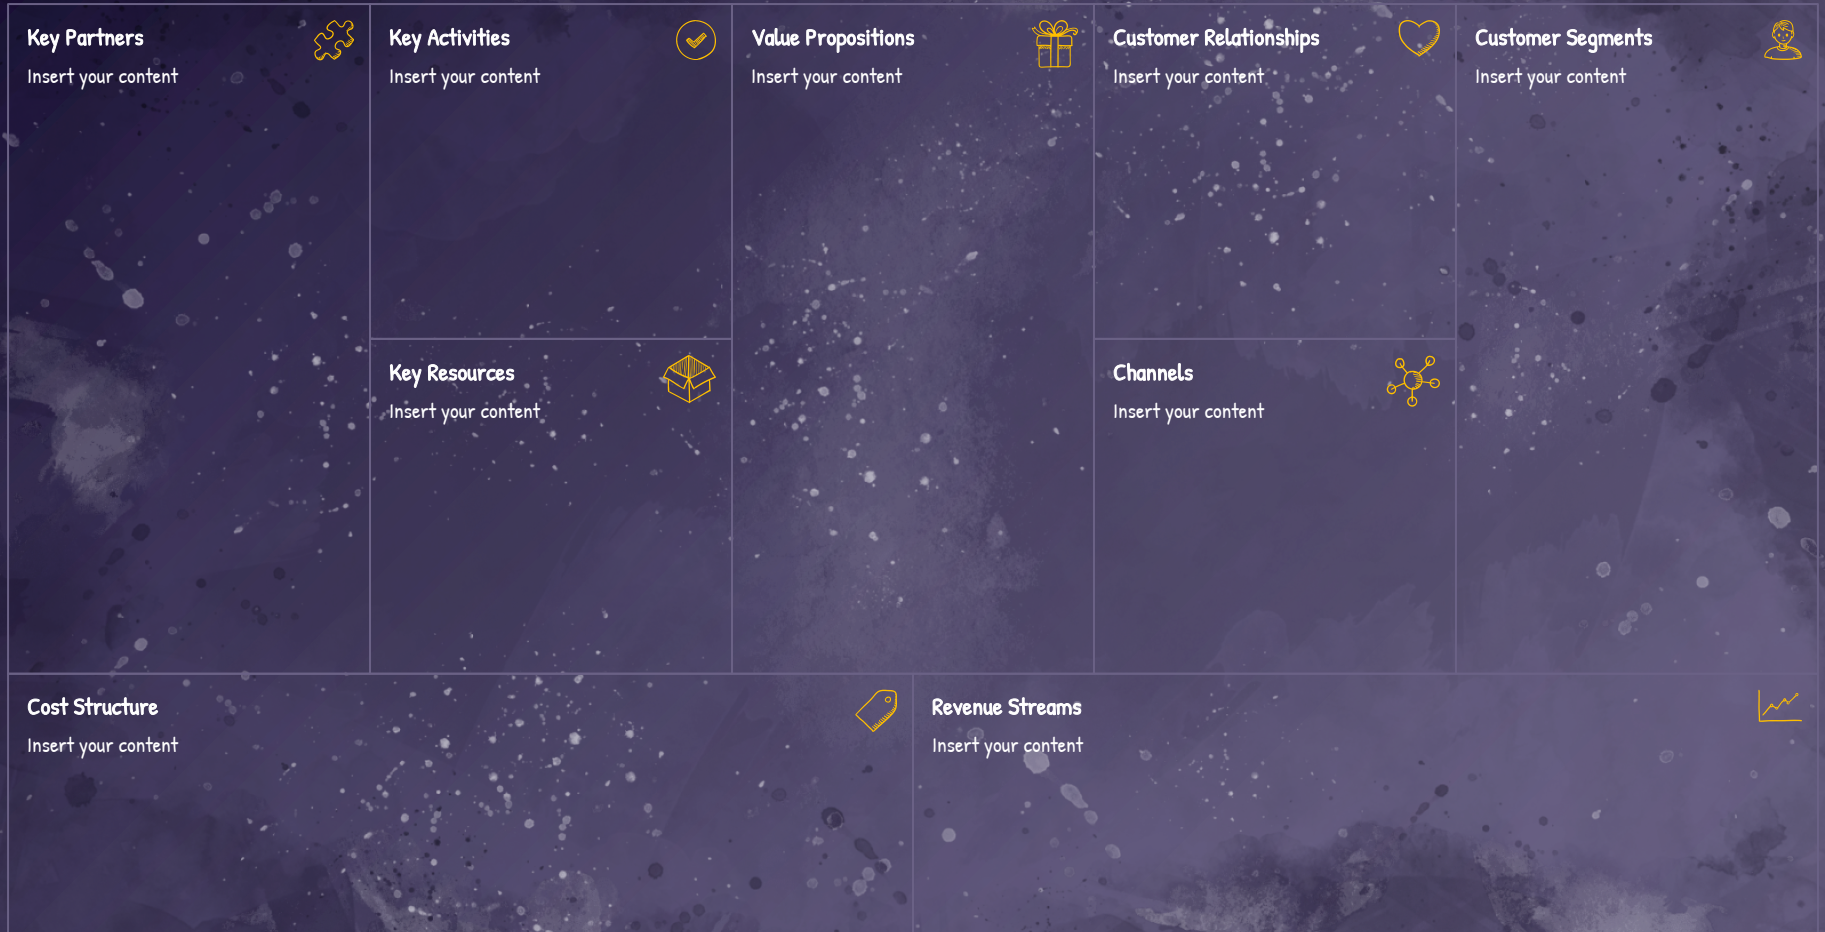 Key Partners
Insert your content
Key Activities
Insert your content
Key Resources
Insert your content
Value Propositions
Insert your content
Customer Relationships
Insert your content
Channels
Insert your content
Customer Segments
Insert your content
Cost Structure
Insert your content
Revenue Streams
Insert your content